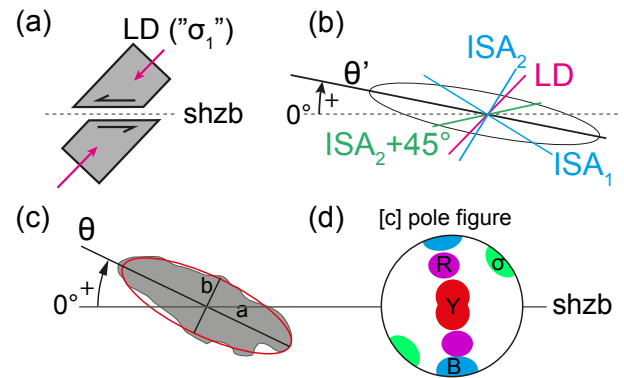 (a)
LD (”σ₁”)
shzb
(b)
ISA₂
LD
θ’
0° +
ISA₂+45°
ISA₁
(c)
θ
0° +
b
a
(d)
[c] pole figure
R
σ
Y
B
shzb